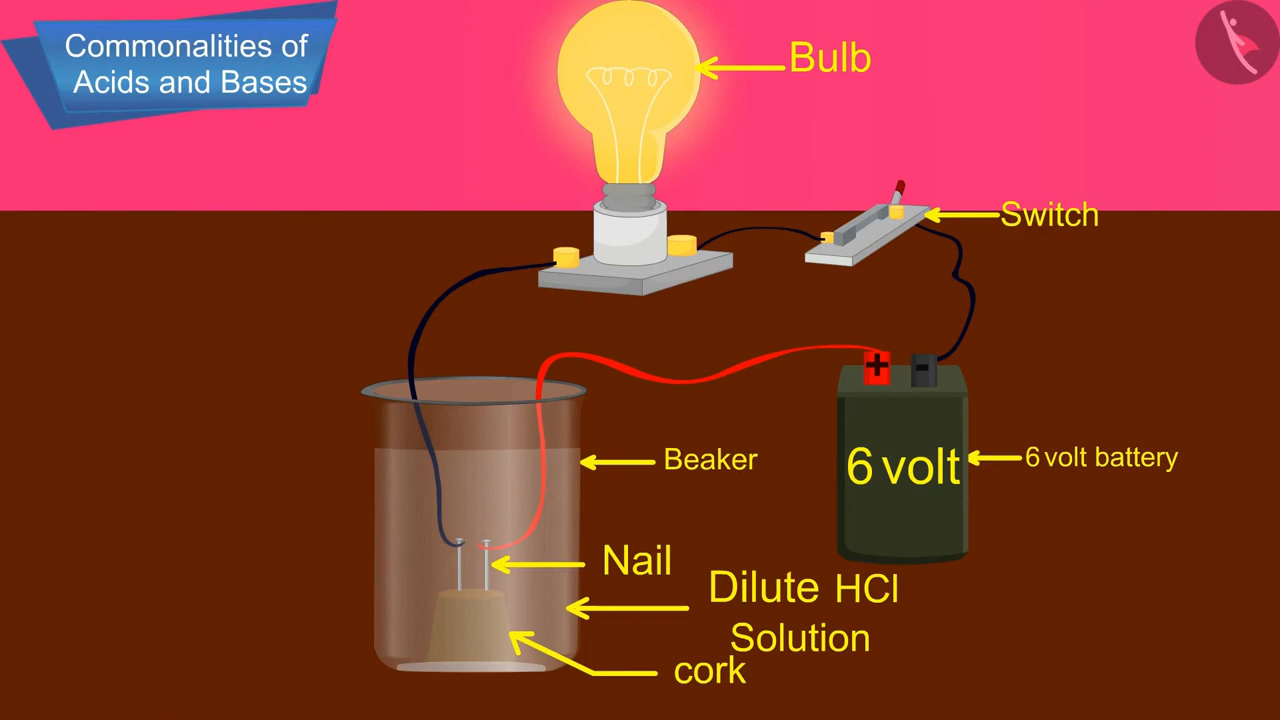 Commonalities of
Acids and Bases
Bulb
Switch
Beaker
6 volt
6 volt battery
Nail
Dilute HCl
Solution
cork